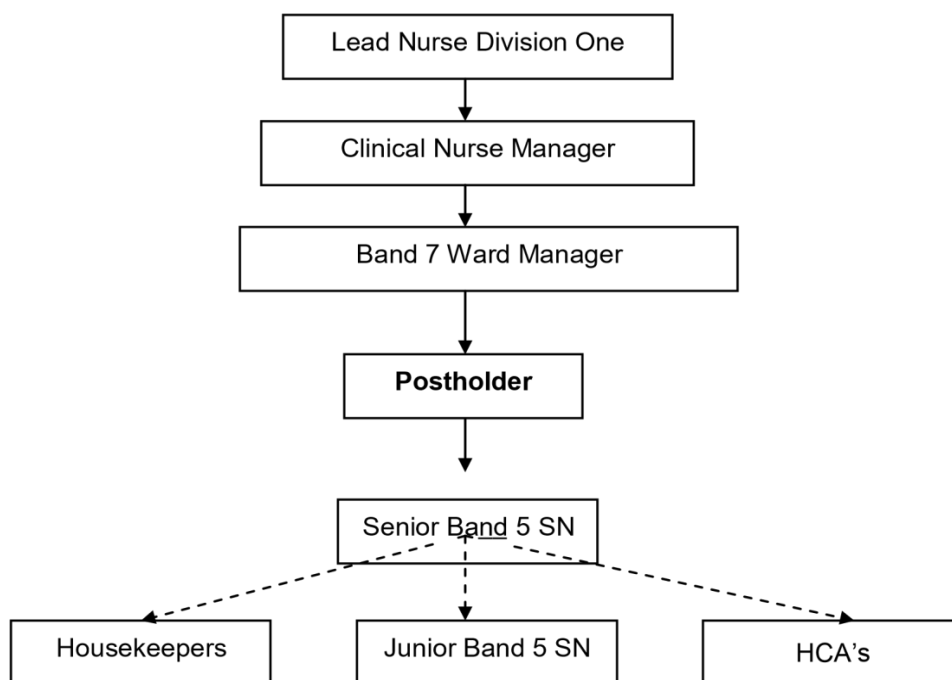 Lead Nurse Division One
Clinical Nurse Manager
Band 7 Ward Manager
Postholder
Senior Band 5 SN
Housekeepers
Junior Band 5 SN
HCA’s